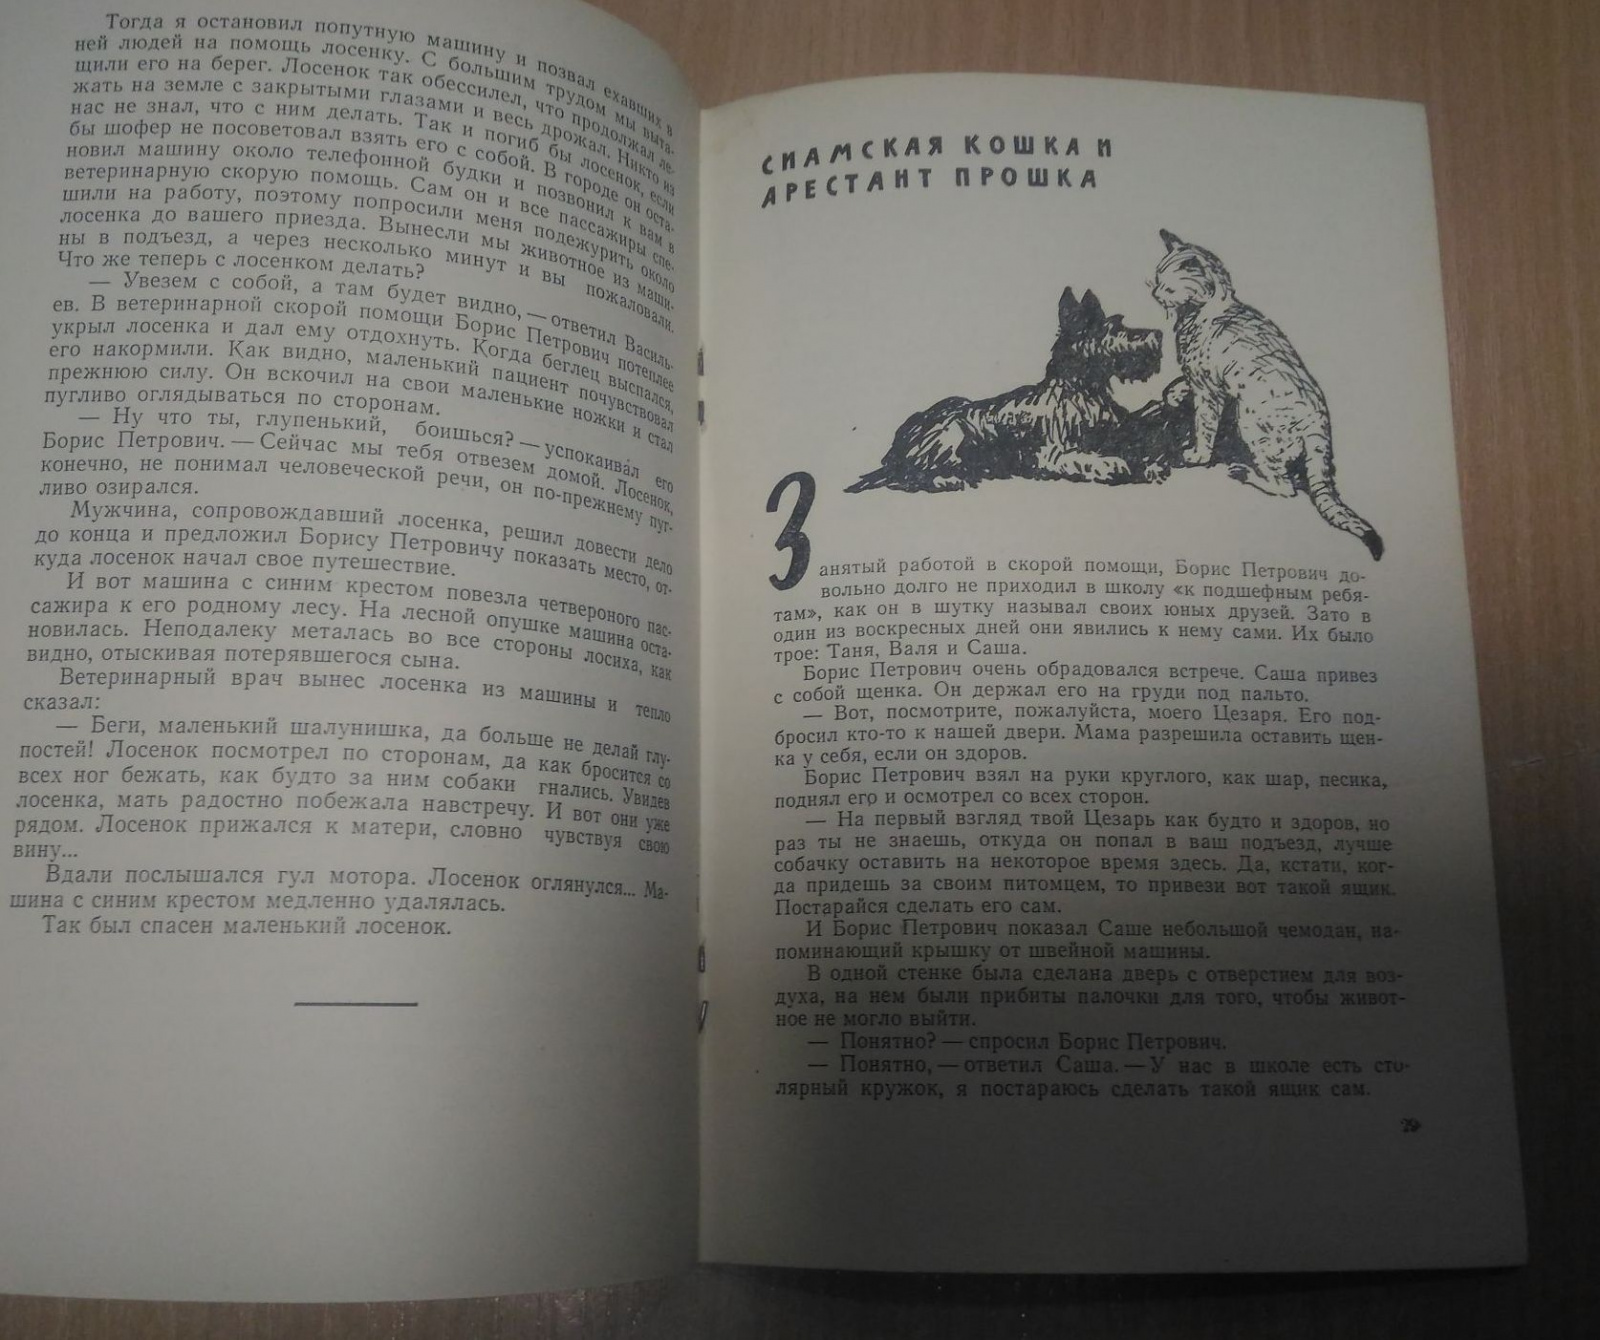 Тогда я остановил попутную машину и позвал ехавших в
ней людей на помощь лосенку. С большим трудом мы выта-
щили его на берег. Лосенок так обессилел, что продолжал ле-
жать на земле с закрытыми глазами и весь дрожал. Никто из
нас не знал, что с ним делать. Так и погиб бы лосенок, если
бы шофер не посоветовал взять его с собой. В городе он оста-
новил машину около телефонной будки и позвонил к вам в
ветеринарную скорую помощь. Сам он и все пассажиры спе-
шили на работу, поэтому попросили меня подежурить около
лосенка до вашего приезда. Вынесли мы животное из маши-
ны в подъезд, а через несколько минут и вы пожаловали.
Что же теперь с лосенком делать?
— Увезем с собой, а там будет видно, — ответил Василь-
ев. В ветеринарной скорой помощи Борис Петрович потеплее
укрыл лосенка и дал ему отдохнуть. Когда беглец выспался,
его накормили. Как видно, маленький пациент почувствовал
прежнюю силу. Он вскочил на свои маленькие ножки и стал
пугливо оглядываться по сторонам.
— Ну что ты, глупенький, боишься? — успокаивал его
Борис Петрович. — Сейчас мы тебя отвезем домой. Лосенок,
конечно, не понимал человеческой речи, он по-прежнему пуг-
ливо озирался.
Мужчина, сопровождавший лосенка, решил довести дело
до конца и предложил Борису Петровичу показать место, от-
куда лосенок начал свое путешествие.
И вот машина с синим крестом повезла четвероногого пас-
сажира к его родному лесу. На лесной опушке машина оста-
новилась. Неподалеку металась во все стороны лосиха, как
видно, отыскивая потерявшегося сына.
Ветеринарный врач вынес лосенка из машины и тепло
сказал:
— Беги, маленький шалунишка, да больше не делай глу-
постей! Лосенок посмотрел по сторонам, да как бросится со
всех ног бежать, как будто за ним собаки гнались. Увидев
лосенка, мать радостно побежала навстречу. И вот они уже
рядом. Лосенок прижался к матери, словно чувствуя свою
вину...
Вдали послышался гул мотора. Лосенок оглянулся... Ма-
шина с синим крестом медленно удалялась.
Так был спасен маленький лосенок.
СИАМСКАЯ КОШКА И
АРЕСТАНТ ПРОШКА
Занятый работой в скорой помощи, Борис Петрович до-
вольно долго не приходил в школу «к подшефным ребя-
там», как он в шутку называл своих юных друзей. Зато в
один из воскресных дней они явились к нему сами. Их было
трое: Таня, Валя и Саша.
Борис Петрович очень обрадовался встрече. Саша привез
с собой щенка. Он держал его на груди под пальто.
— Вот, посмотрите, пожалуйста, моего Цезаря. Его под-
бросил кто-то к нашей двери. Мама разрешила оставить щен-
ка у себя, если он здоров.
Борис Петрович взял на руки круглого, как шар, песика,
поднял его и осмотрел со всех сторон.
— На первый взгляд твой Цезарь как будто и здоров, но
раз ты не знаешь, откуда он попал в ваш подъезд, лучше
собачку оставить на некоторое время здесь. Да, кстати, ког-
да придешь за своим питомцем, то привези вот такой ящик.
Постарайся сделать его сам.
И Борис Петрович показал Саше небольшой чемодан, на-
поминающий крышку от швейной машины.
В одной стенке была сделана дверь с отверстием для воз-
духа, на нем были прибиты палочки для того, чтобы живот-
ное не могло выйти.
— Понятно? — спросил Борис Петрович.
— Понятно, — ответил Саша. — У нас в школе есть сто-
лярный кружок, я постараюсь сделать такой ящик сам.
29